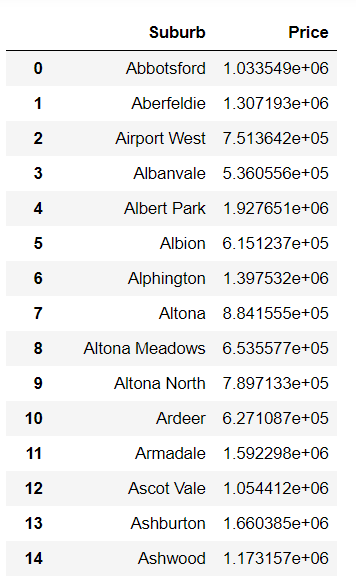 Suburb Price
0 Abbotsford 1.033549e+06
1 Aberfeldie 1.307193e+06
2 Airport West 7.513642e+05
3 Albanvale 5.360556e+05
4 Albert Park 1.927651e+06
5 Albion 6.151237e+05
6 Alphington 1.397532e+06
7 Altona 8.841555e+05
8 Altona Meadows 6.535577e+05
9 Altona North 7.897133e+05
10 Ardeer 6.271087e+05
11 Armadale 1.592298e+06
12 Ascot Vale 1.054412e+06
13 Ashburton 1.660385e+06
14 Ashwood 1.173157e+06